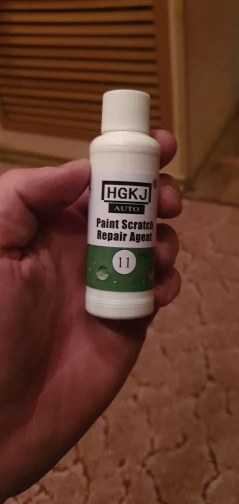 HGKJ
AUTO
Paint Scratch
Repair Agent
11